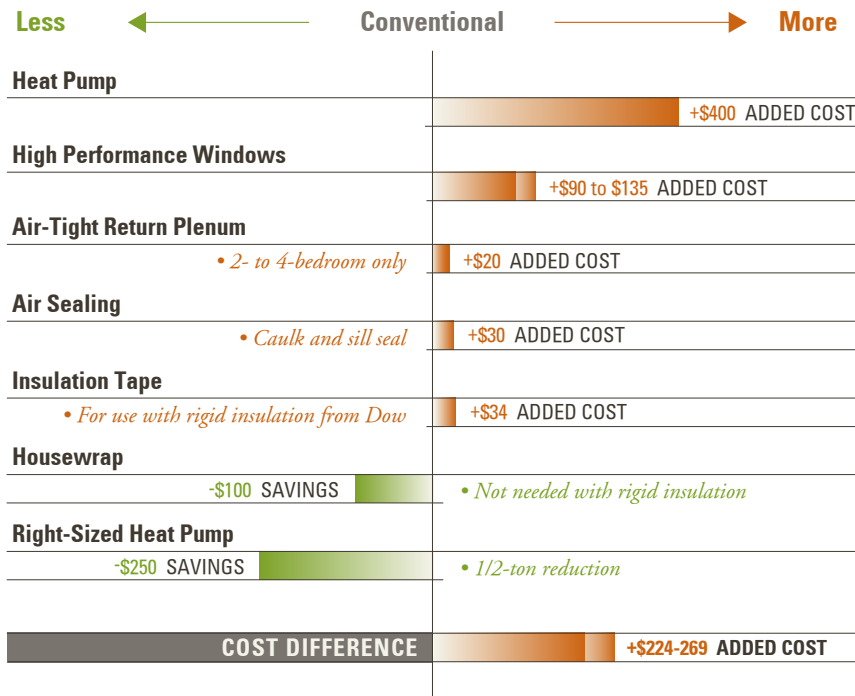 Less Conventional More
Heat Pump
+$400 ADDED COST
High Performance Windows
+$90 to $135 ADDED COST
Air-Tight Return Plenum
• 2- to 4-bedroom only +$20 ADDED COST
Air Sealing
• Caulk and sill seal +$30 ADDED COST
Insulation Tape
• For use with rigid insulation from Dow +$34 ADDED COST
Housewrap
-$100 SAVINGS • Not needed with rigid insulation
Right-Sized Heat Pump
-$250 SAVINGS • 1/2-ton reduction
COST DIFFERENCE +$224-269 ADDED COST